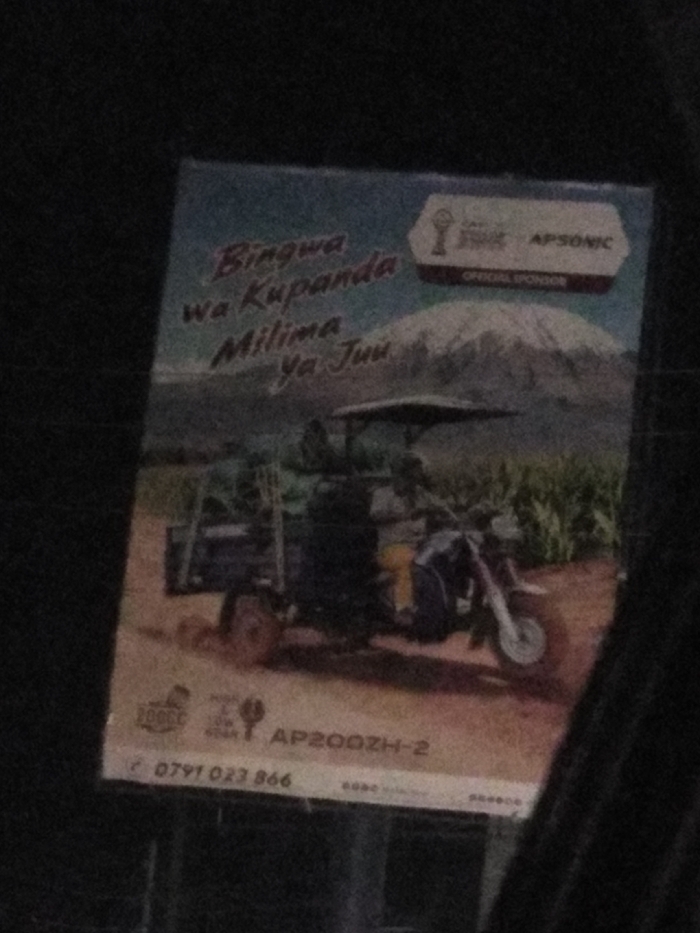 APSONIC
OFFICIAL SPONSOR
Bingwa
wa Kupanda
Milima
ya Juu
AP200ZH-2
0791 023 866